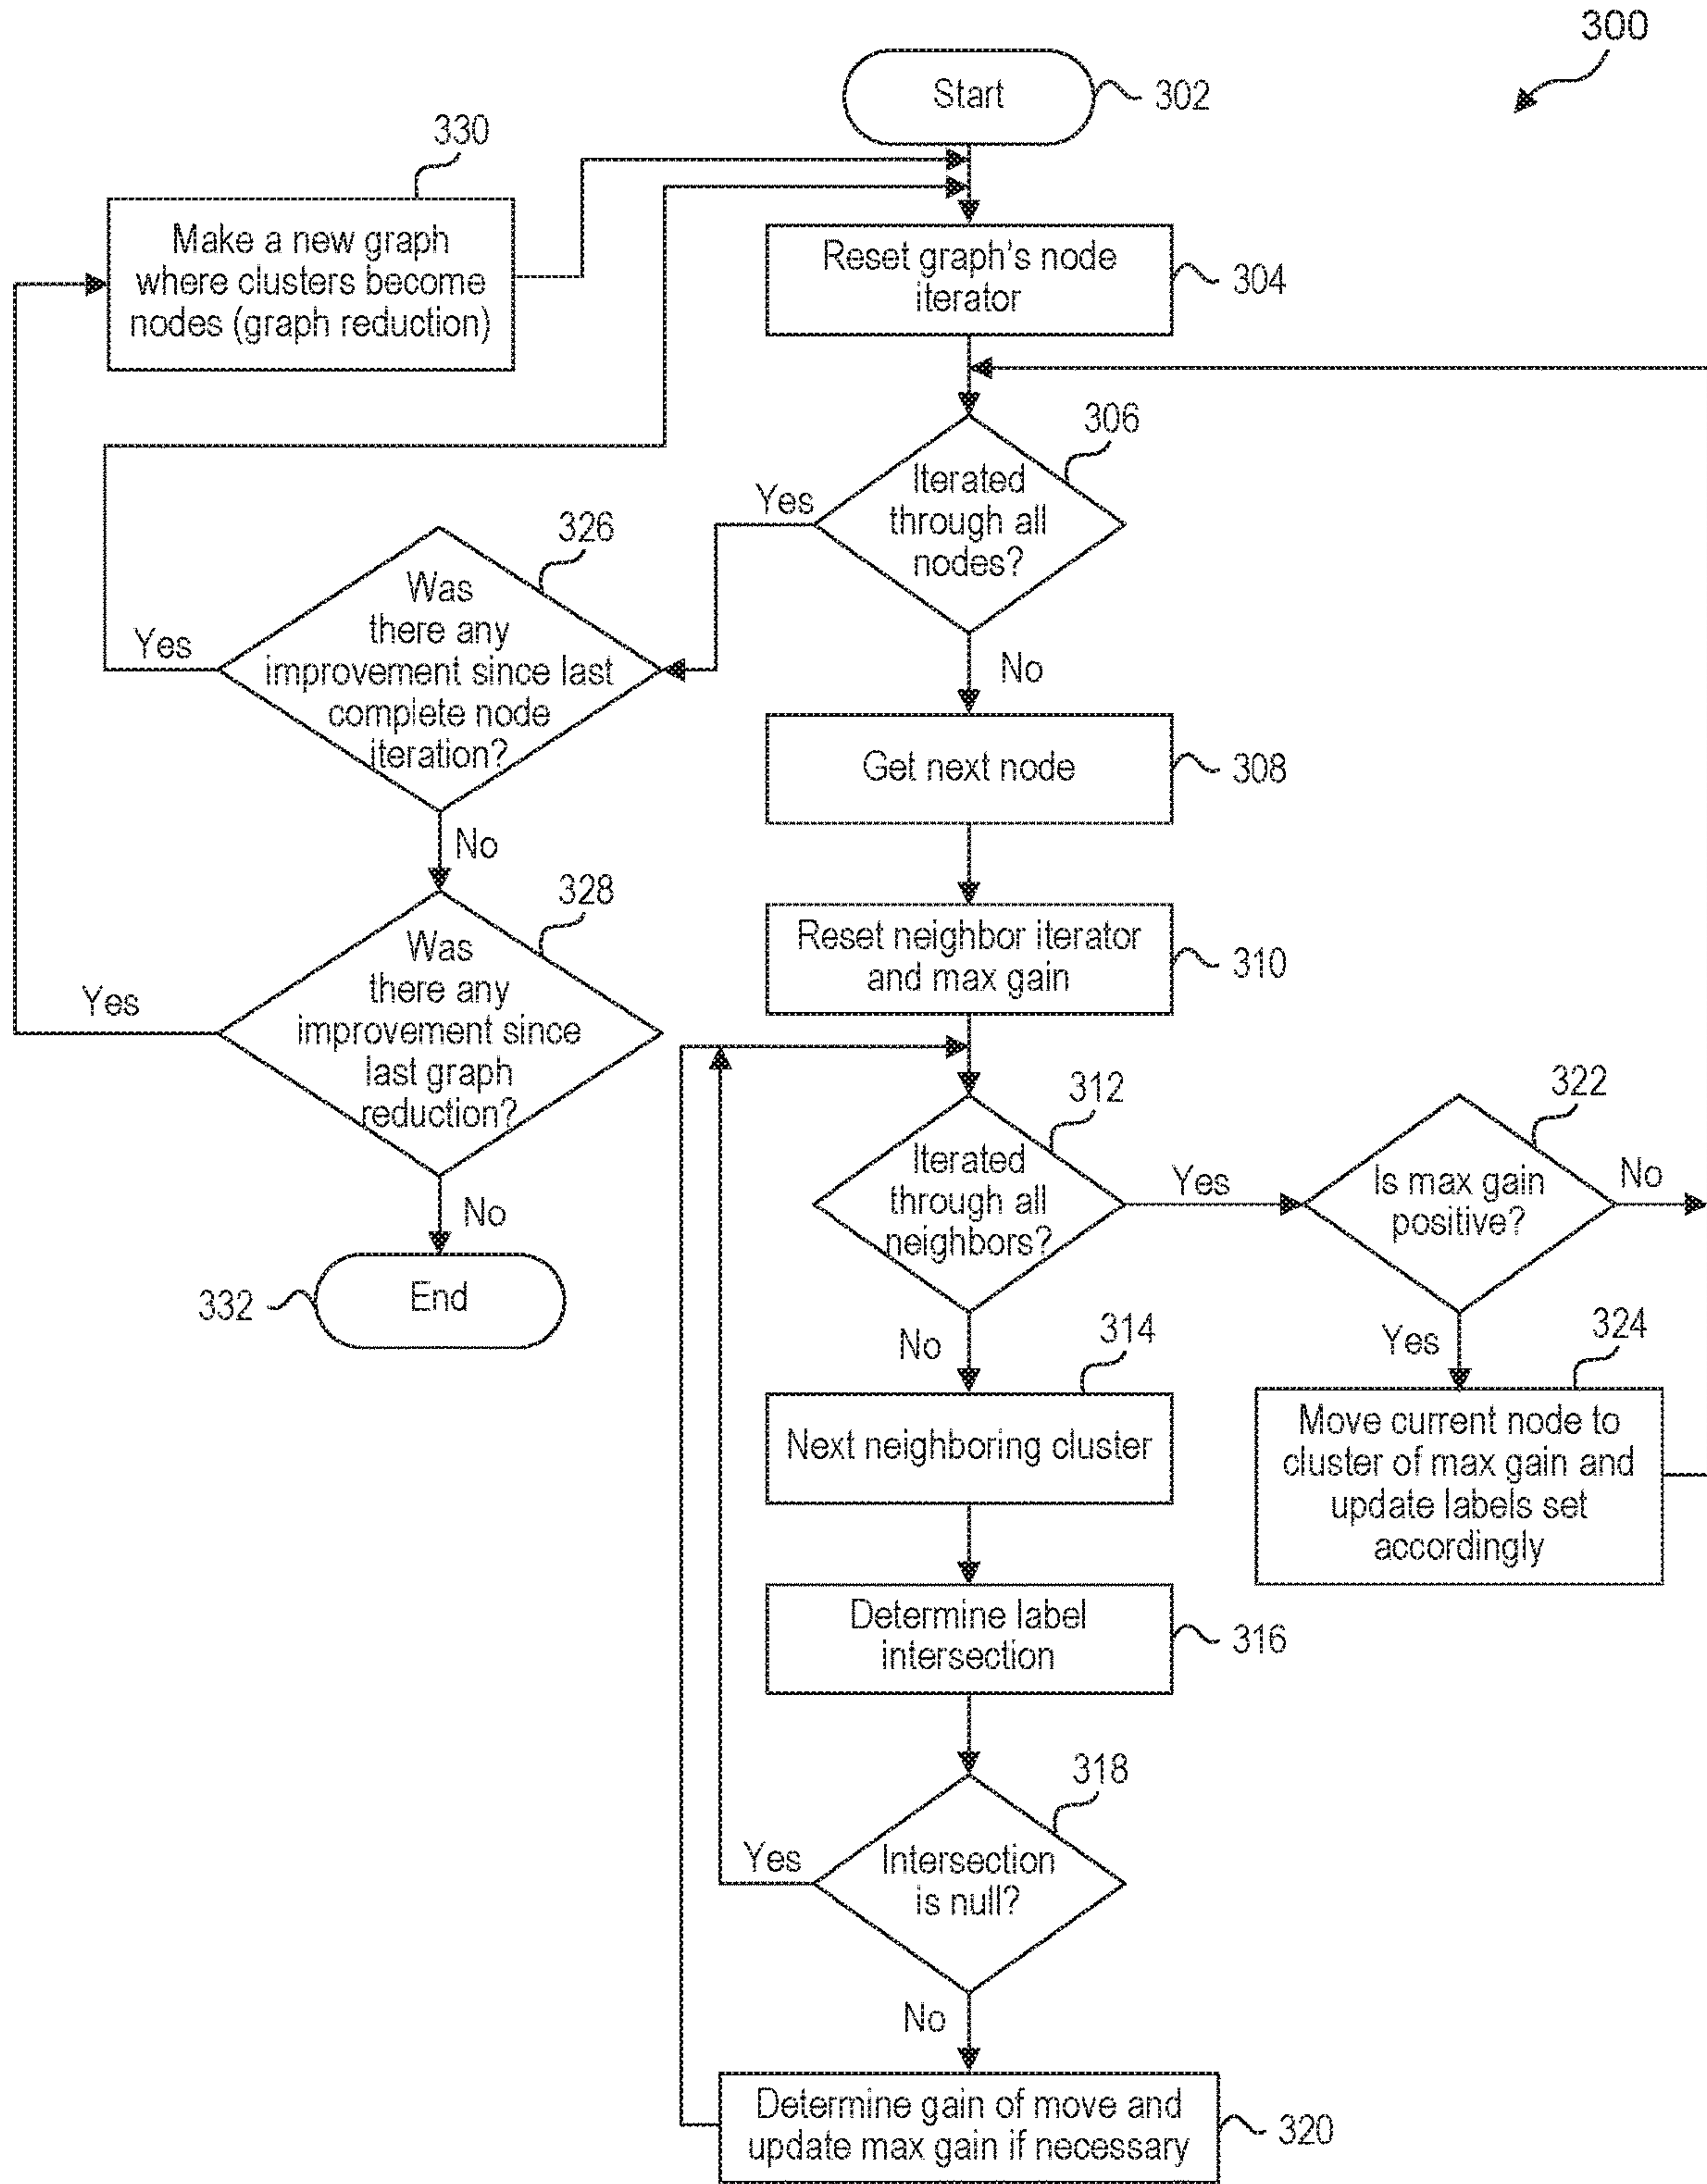 300
Start
302
330
Make a new graph
where clusters become
nodes (graph reduction)
Reset graph's node
iterator
304
306
Iterated
through all
nodes?
Yes
No
326
Was
there any
improvement since last
complete node
iteration?
Yes
No
Get next node
308
328
Was
there any
improvement since
last graph
reduction?
Yes
No
Reset neighbor iterator
and max gain
310
332
End
312
Iterated
through all
neighbors?
Yes
No
322
Is max gain
positive?
No
Yes
314
Next neighboring cluster
324
Move current node to
cluster of max gain and
update labels set
accordingly
Determine label
intersection
316
318
Intersection
is null?
Yes
No
Determine gain of move and
update max gain if necessary
320